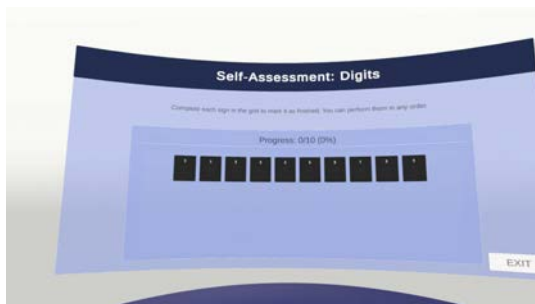 Self-Assessment: Digits
Complete each sign in the grid to mark it as finished. You can perform them in any order.
Progress: 0/10 (0%)
EXIT